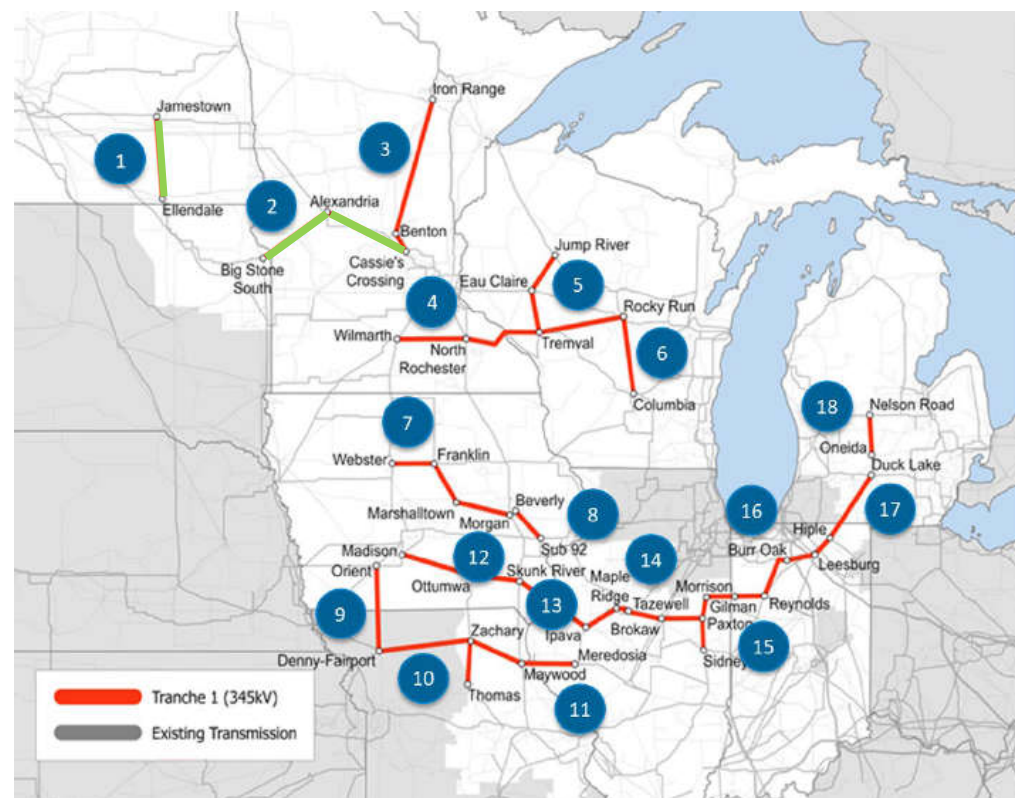 Iron Range
Jamestown
3
1
2
Alexandria
Ellendale
Benton
Big Stone
South
Cassie's
Crossing
Jump River
Eau Claire
5
4
Rocky Run
Wilmarth
North
Rochester
Tremval
6
Columbia
7
18
Nelson Road
Webster
Franklin
Oneida
Duck Lake
Marshalltown
Beverly
Morgan
8
16
17
Hiple
Sub 92
Burr Oak
Madison
12
14
Leesburg
Orient
Ottumwa
Skunk River
Maple
Ridge
Morrison
9
13
Tazewell
Gilman
Reynolds
Ipava
Brokaw
Paxton
Zachary
15
Denny-Fairport
Meredosia
Sidney
10
Maywood
Thomas
11
Tranche 1 (345kV)
Existing Transmission